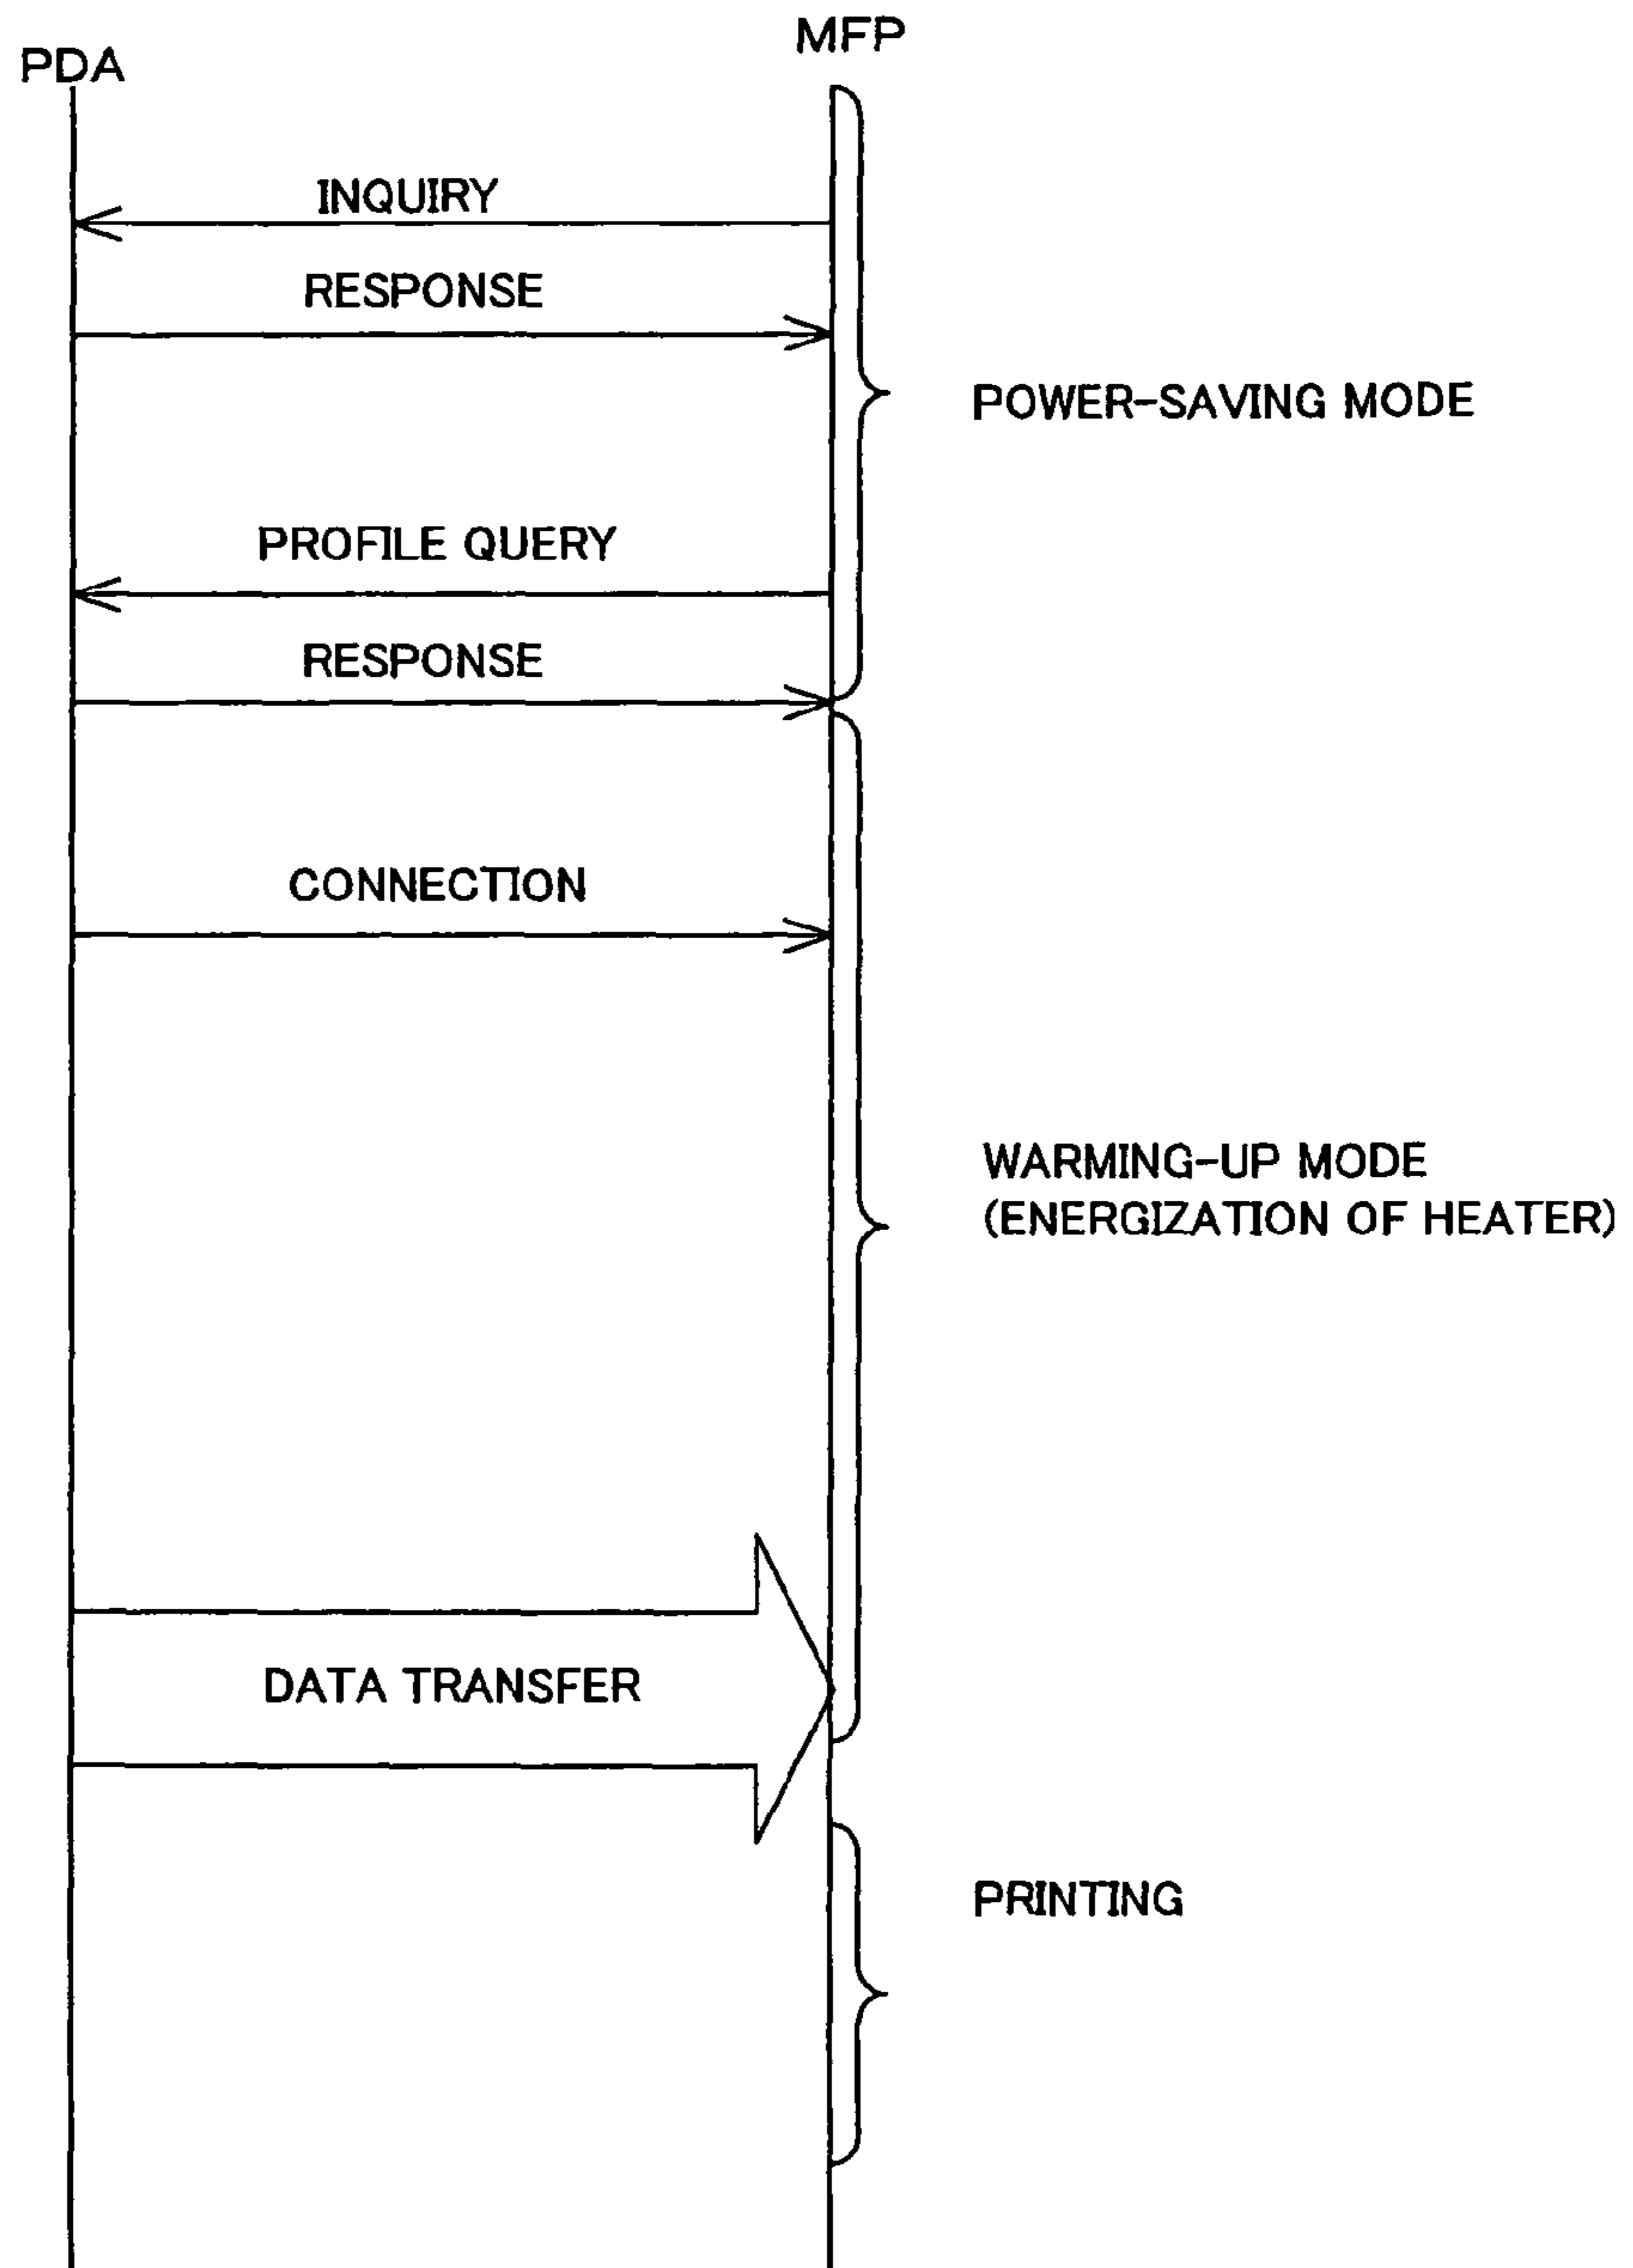 PDA
MFP
INQUIRY
RESPONSE
POWER-SAVING MODE
PROFILE QUERY
RESPONSE
CONNECTION
WARMING-UP MODE
(ENERGIZATION OF HEATER)
DATA TRANSFER
PRINTING